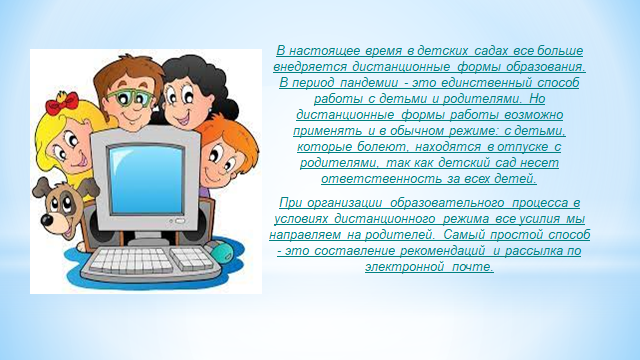 В настоящее время в детских садах все больше
внедряется дистанционные формы образования.
В период пандемии - это единственный способ
работы с детьми и родителями. Но
дистанционные формы работы возможно
применять и в обычном режиме: с детьми,
которые болеют, находятся в отпуске с
родителями, так как детский сад несет
ответственность за всех детей.
При организации образовательного процесса в
условиях дистанционного режима все усилия мы
направляем на родителей. Самый простой способ
- это составление рекомендаций и рассылка по
электронной почте.